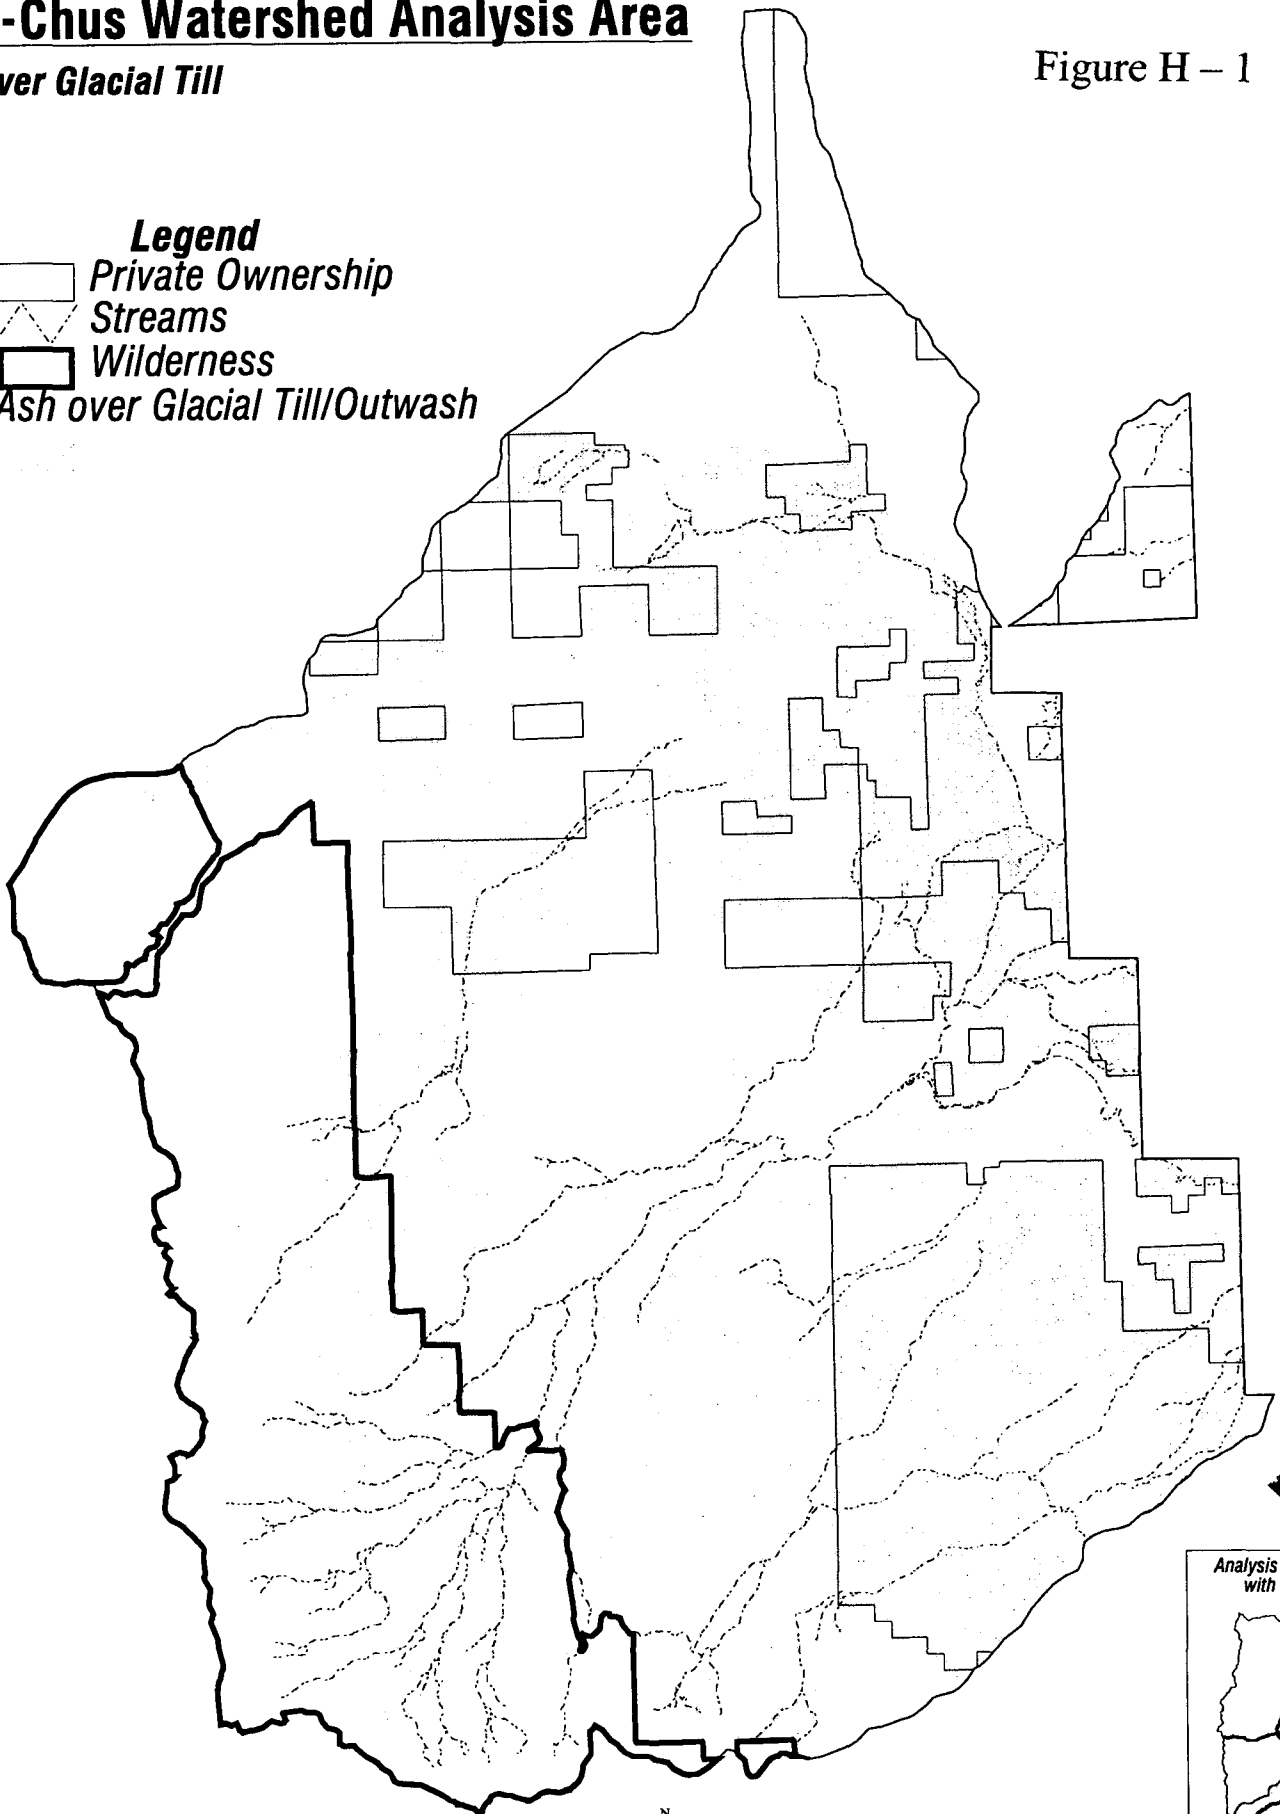 -Chus Watershed Analysis Area
ver Glacial Till
Figure H – 1
Legend
Private Ownership
Streams
Wilderness
Ash over Glacial Till/Outwash
Analysis
with
N